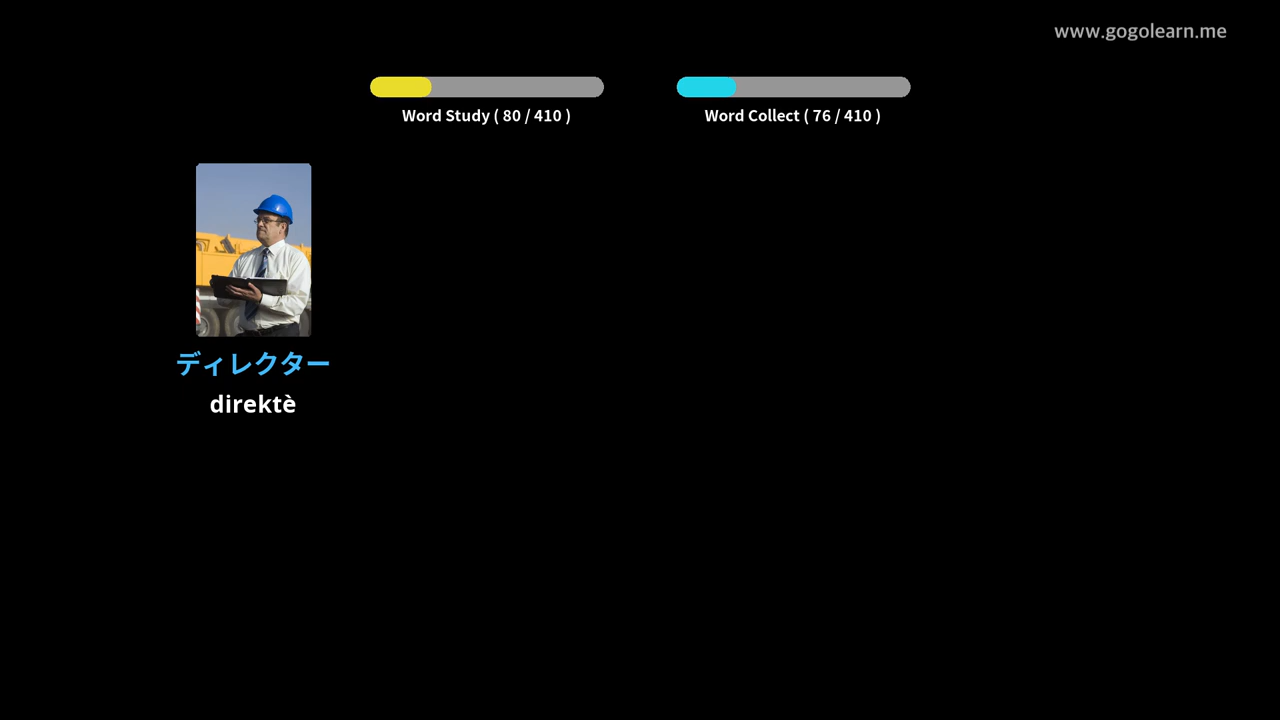 www.gogolearn.me
Word Study ( 80 / 410 )
Word Collect ( 76 / 410 )
ディレクター
direktè